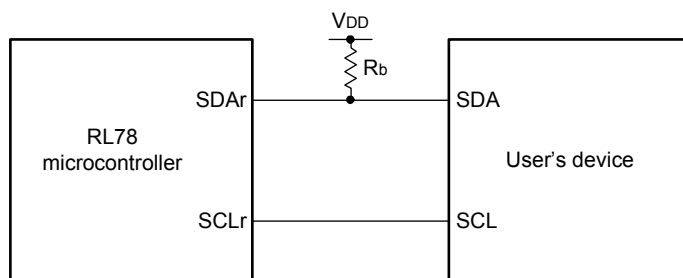 VDD
Rb
SDAr
SDA
RL78
microcontroller
User's device
SCLr
SCL